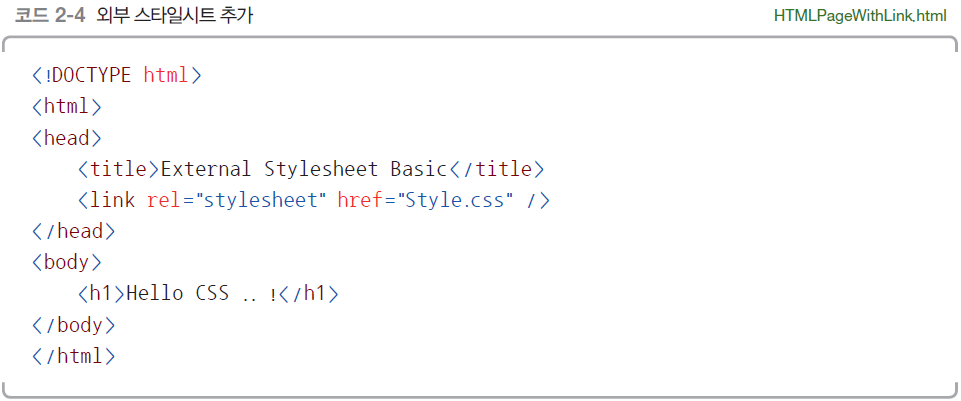 코드 2-4 외부 스타일시트 추가
HTMLPageWithLink.html
<!DOCTYPE html>
<html>
<head>
<title>External Stylesheet Basic</title>
<link rel="stylesheet" href="Style.css" />
</head>
<body>
<h1>Hello CSS .. !</h1>
</body>
</html>